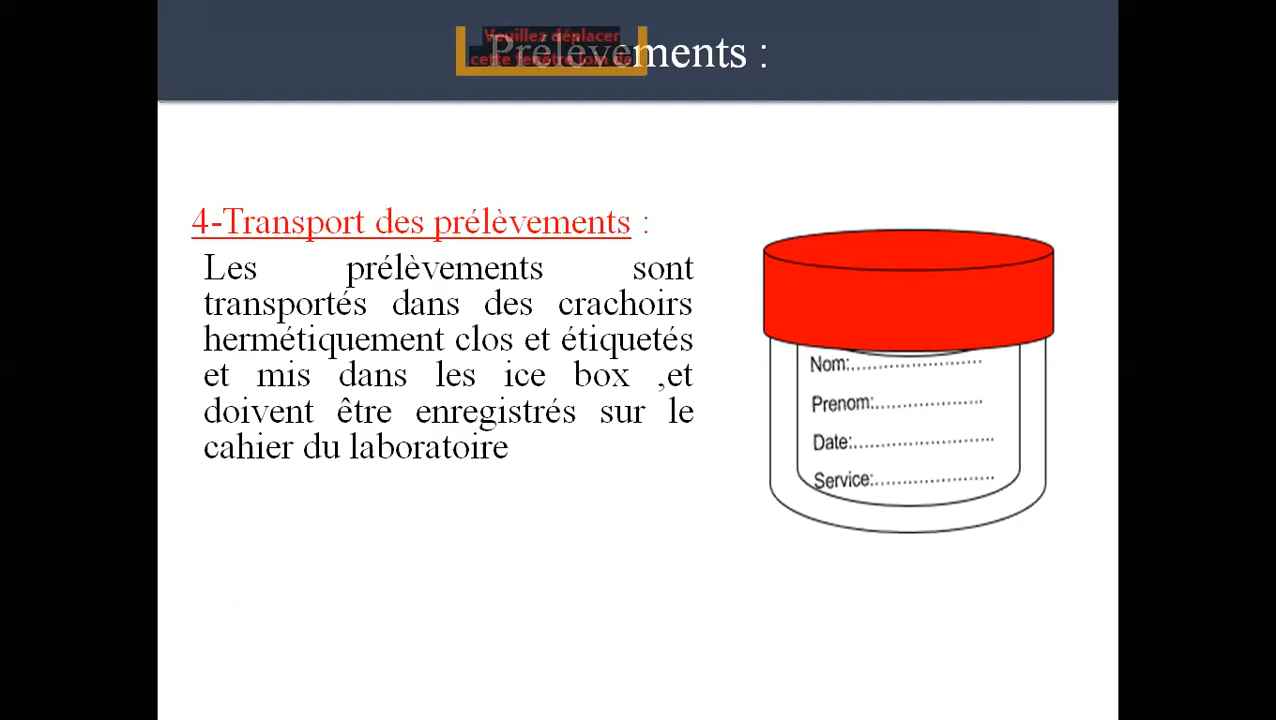 Prélèvements :
Veuillez déplacer
cette fenêtre loin de
4-Transport des prélèvements :
Les prélèvements sont
transportés dans des crachoirs
hermétiquement clos et étiquetés
et mis dans les ice box ,et
doivent être enregistrés sur le
cahier du laboratoire
Nom:....................
Prenom:.................
Date:......................
Service:...................